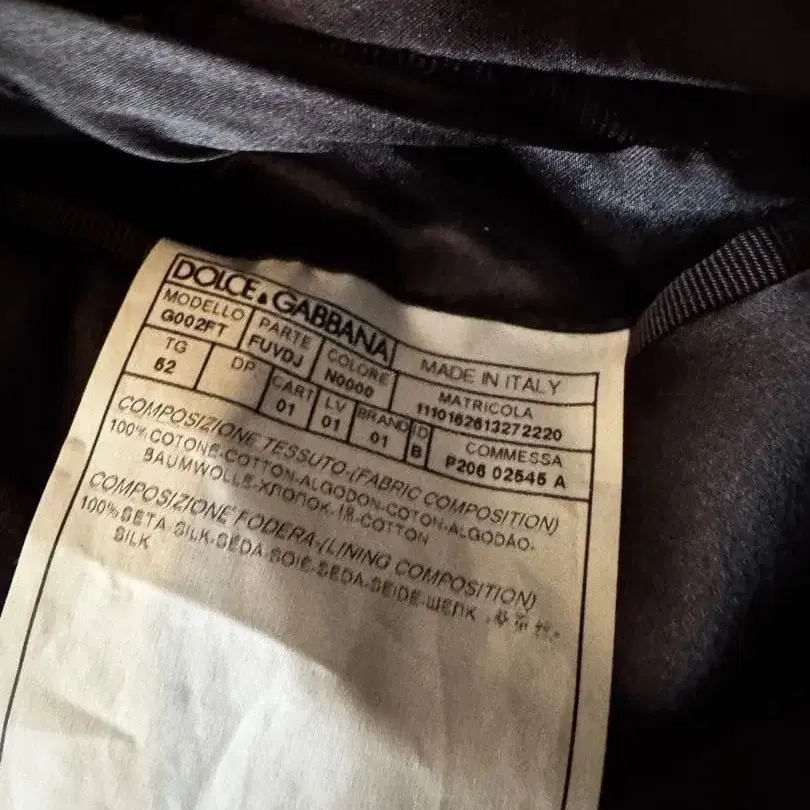 DOLCE & GABBANA
MADE IN ITALY
MODELLO G002FT
PARTE FUVDJ
COLORE N0000
MATRICOLA 1110162613272220
TG 52
DP
CART 01
LV 01
BRAND 01
ID B
COMMESSA P206 02545 A
COMPOSIZIONE TESSUTO-(FABRIC COMPOSITION)
100% COTONE-COTTON-ALGODON-COTON-ALGODAO-
BAUMWOLLE-ХЛОПОК-棉-COTTON
COMPOSIZIONE FODERA-(LINING COMPOSITION)
100% SETA-SILK-SEDA-SOIE-SEDA-SEIDE-ШЕЛК
SILK